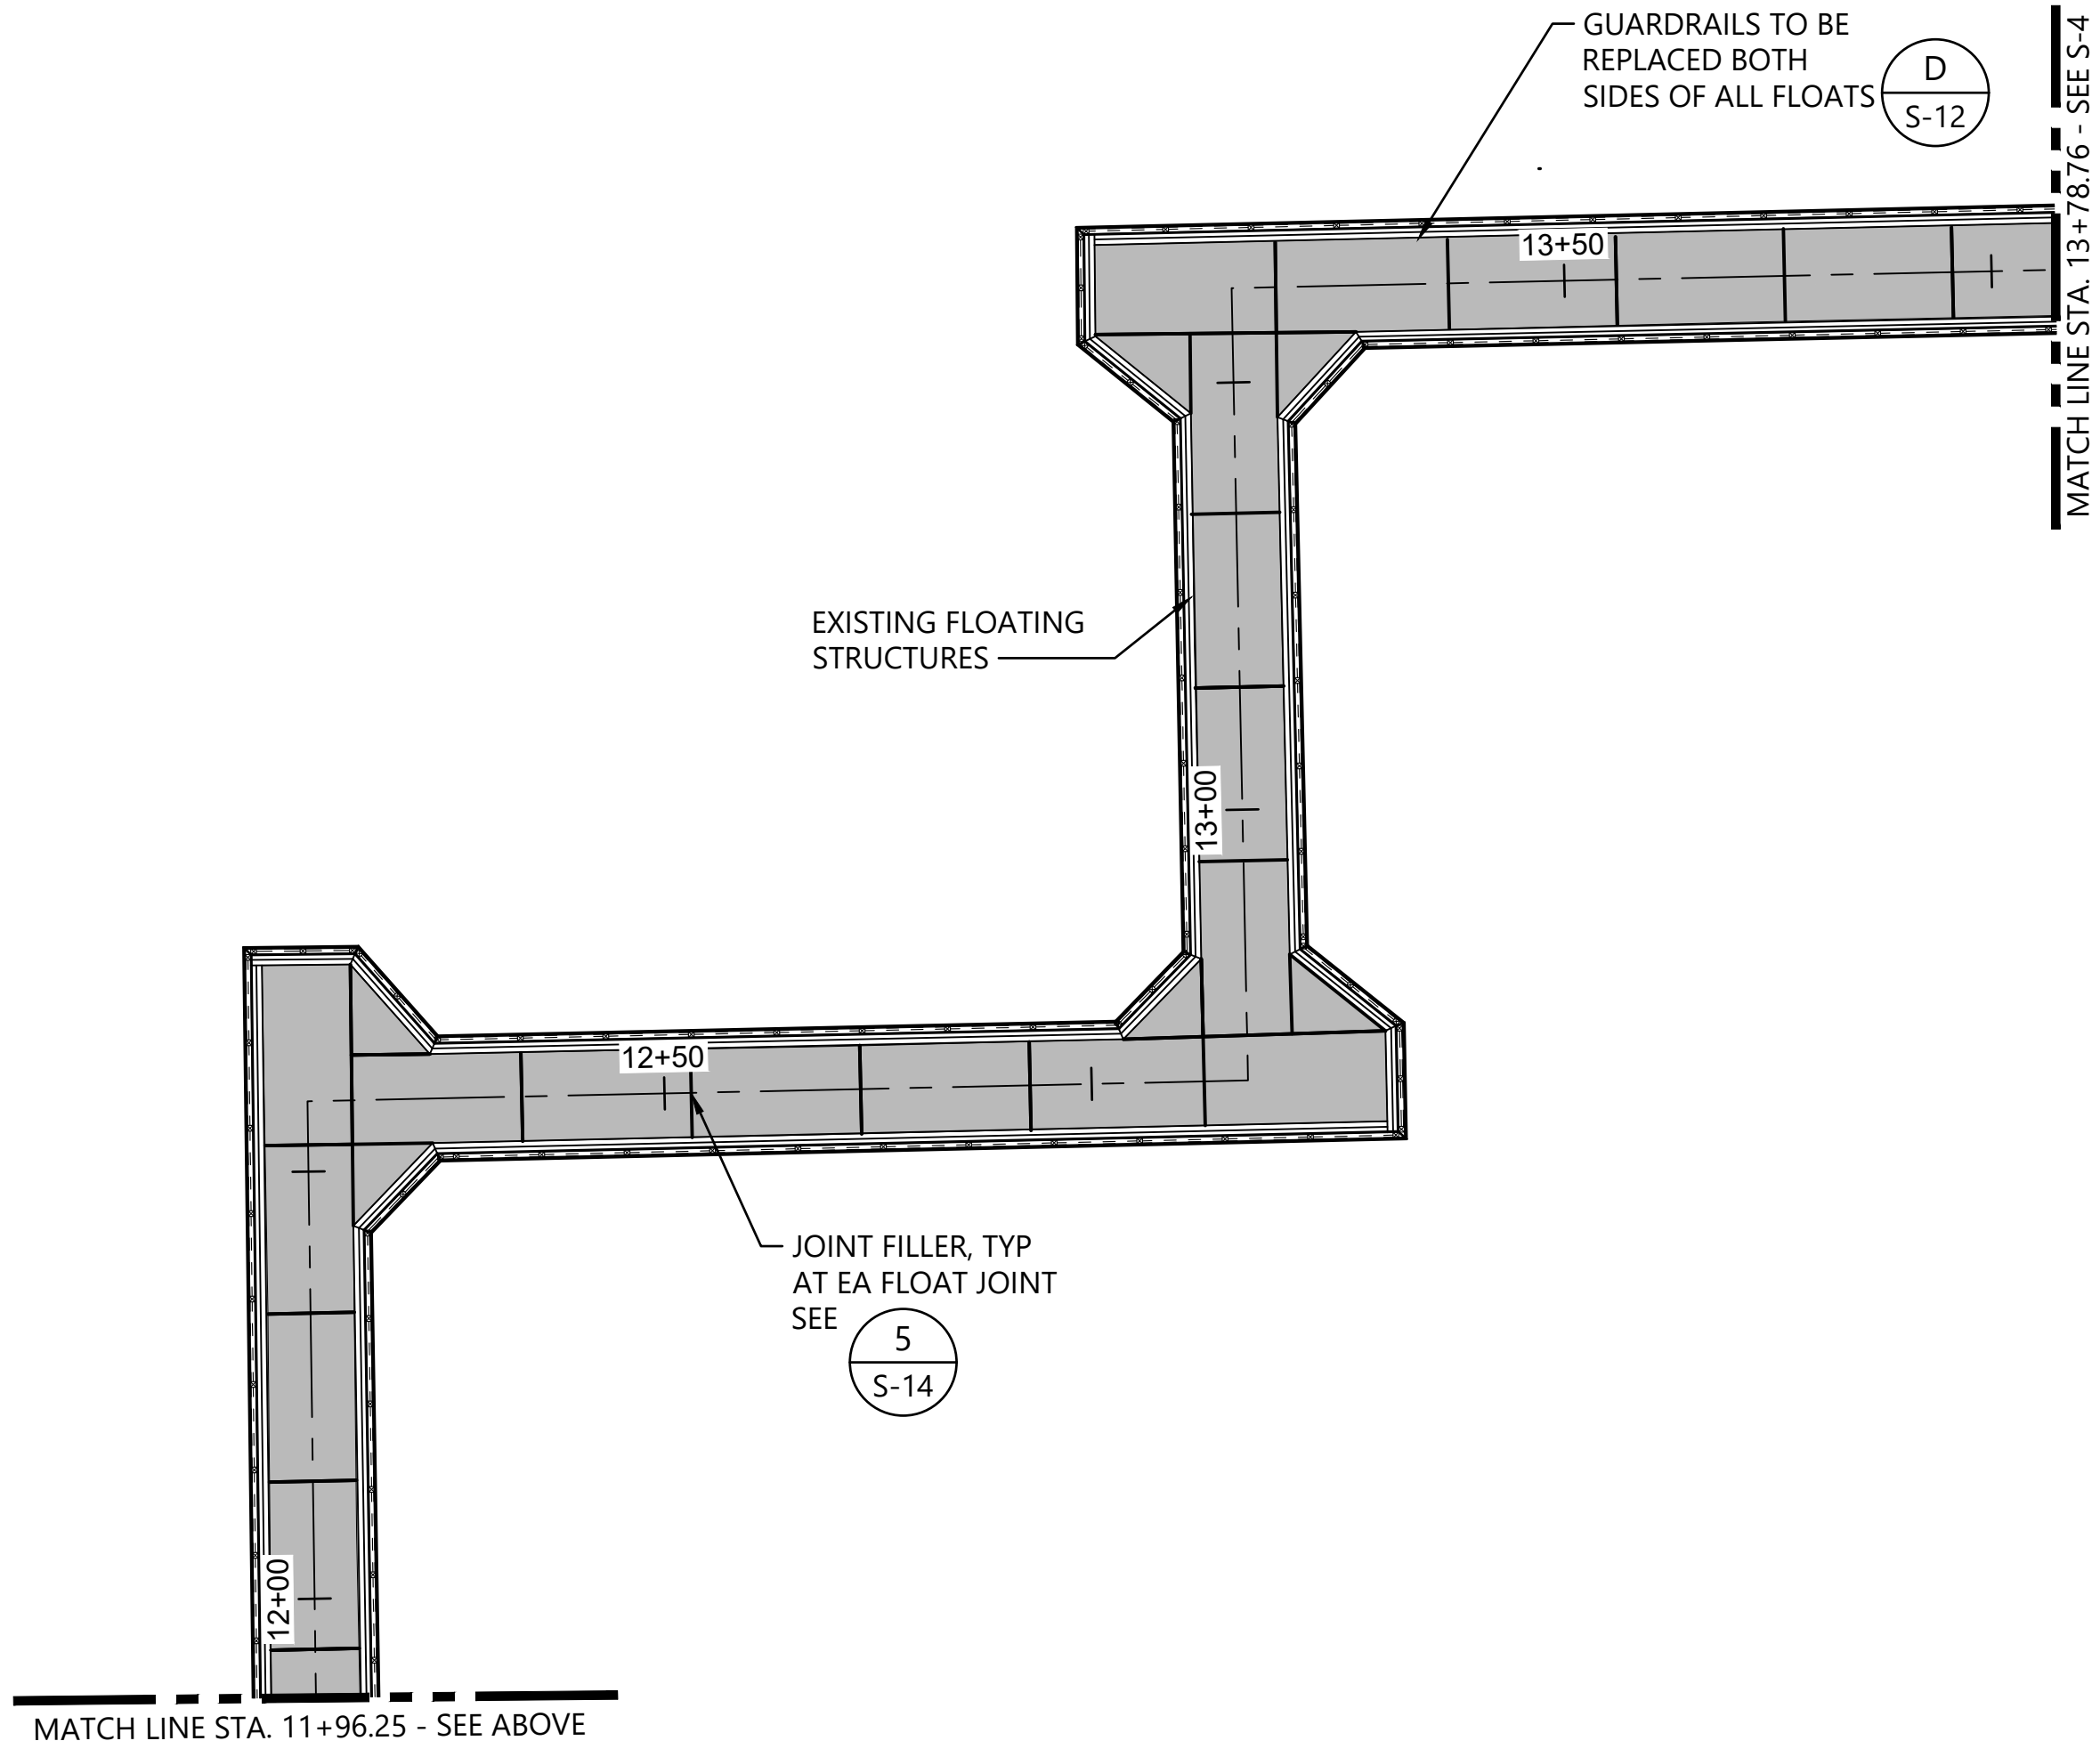 GUARDRAILS TO BE
REPLACED BOTH
SIDES OF ALL FLOATS
D
S-12
MATCH LINE STA. 13+78.76 - SEE S-4
13+50
EXISTING FLOATING
STRUCTURES
13+00
12+50
JOINT FILLER, TYP
AT EA FLOAT JOINT
SEE
5
S-14
12+00
MATCH LINE STA. 11+96.25 - SEE ABOVE